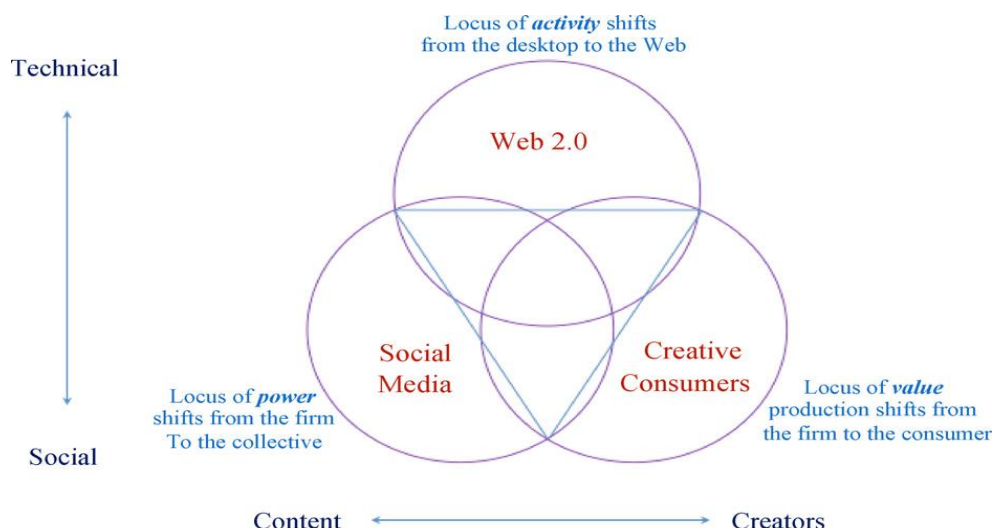 Locus of activity shifts
from the desktop to the Web
Technical
Web 2.0
Social
Media
Creative
Consumers
Locus of power
shifts from the firm
To the collective
Locus of value
production shifts from
the firm to the consumer
Social
Content
Creators